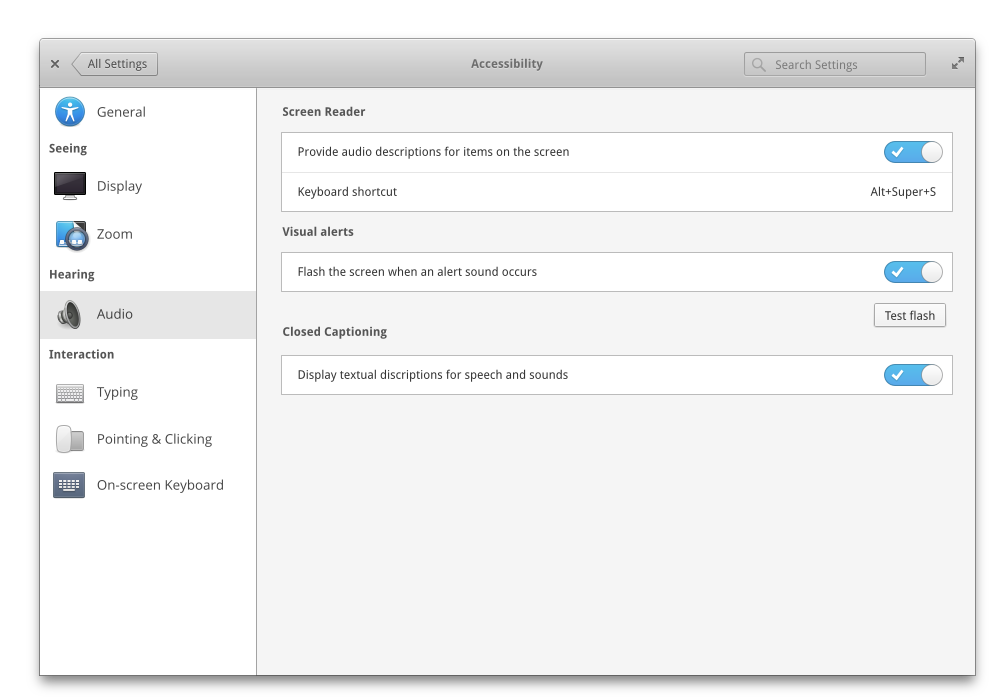 All Settings
Accessibility
Search Settings
General
Seeing
Display
Zoom
Hearing
Audio
Interaction
Typing
Pointing & Clicking
On-screen Keyboard
Screen Reader
Provide audio descriptions for items on the screen
Keyboard shortcut Alt+Super+S
Visual alerts
Flash the screen when an alert sound occurs
Test flash
Closed Captioning
Display textual discriptions for speech and sounds